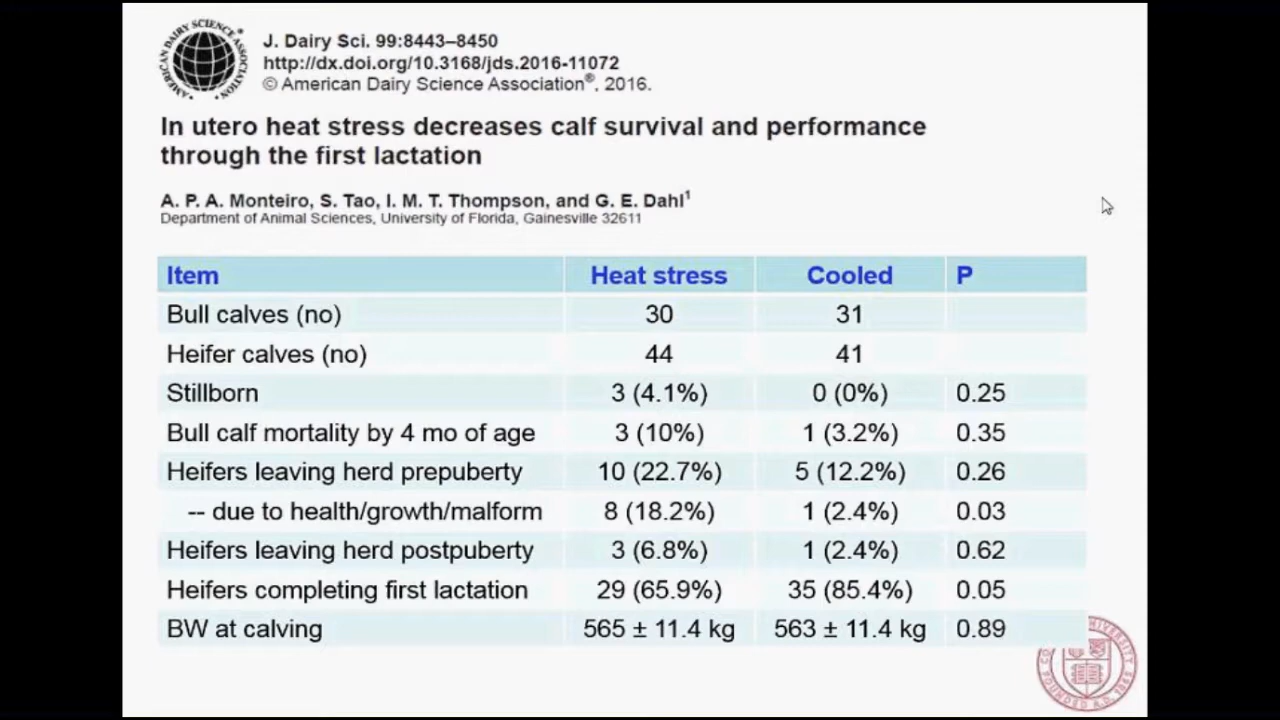 AMERICAN DAIRY SCIENCE ASSOCIATION®
J. Dairy Sci. 99:8443–8450
http://dx.doi.org/10.3168/jds.2016-11072
© American Dairy Science Association®, 2016.
In utero heat stress decreases calf survival and performance
through the first lactation
A. P. A. Monteiro, S. Tao, I. M. T. Thompson, and G. E. Dahl1
Department of Animal Sciences, University of Florida, Gainesville 32611
Item Heat stress Cooled P
Bull calves (no) 30 31
Heifer calves (no) 44 41
Stillborn 3 (4.1%) 0 (0%) 0.25
Bull calf mortality by 4 mo of age 3 (10%) 1 (3.2%) 0.35
Heifers leaving herd prepuberty 10 (22.7%) 5 (12.2%) 0.26
-- due to health/growth/malform 8 (18.2%) 1 (2.4%) 0.03
Heifers leaving herd postpuberty 3 (6.8%) 1 (2.4%) 0.62
Heifers completing first lactation 29 (65.9%) 35 (85.4%) 0.05
BW at calving 565 ± 11.4 kg 563 ± 11.4 kg 0.89
FOUNDED A.D. 1865